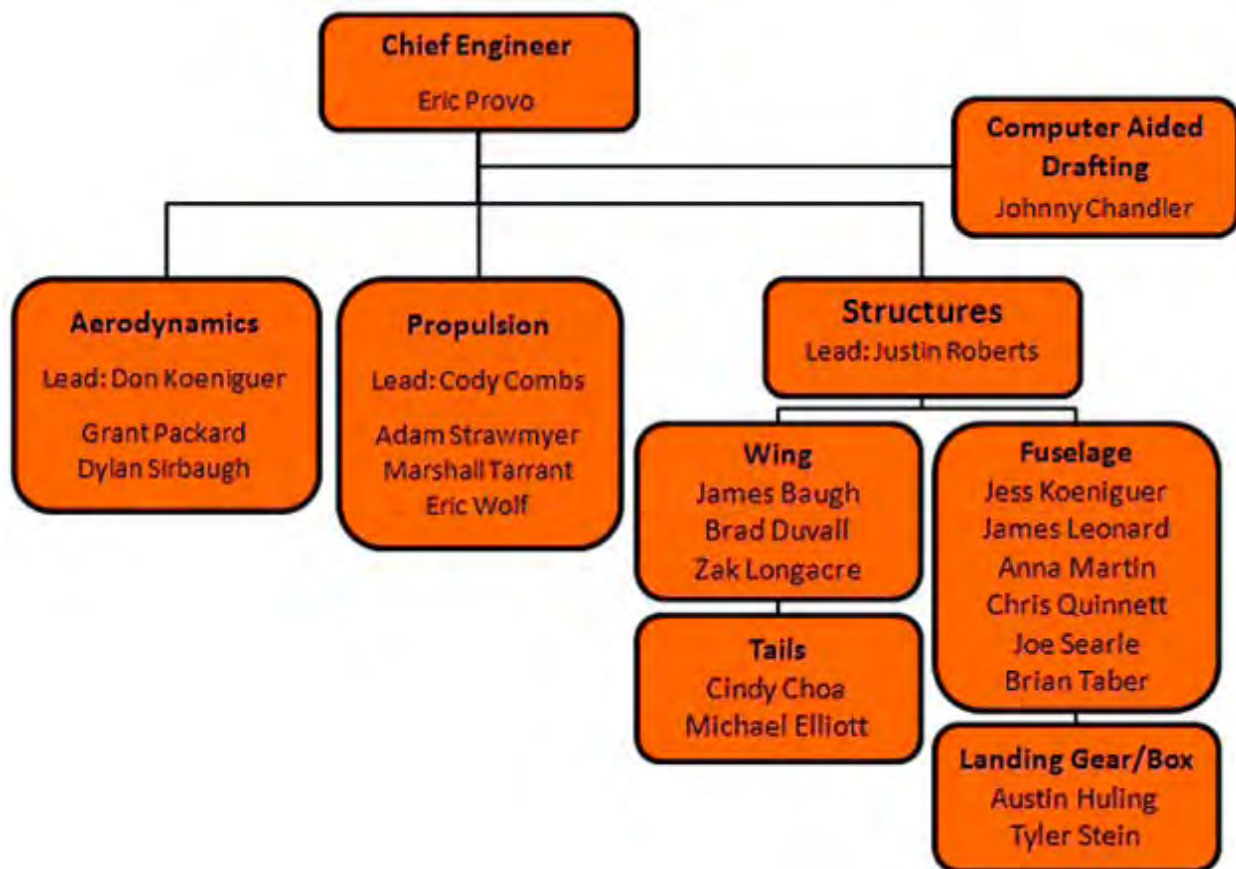 Chief Engineer
Eric Provo
Computer Aided
Drafting
Johnny Chandler
Aerodynamics
Lead: Don Koeniguer
Grant Packard
Dylan Sirbaugh
Propulsion
Lead: Cody Combs
Adam Strawmyer
Marshall Tarrant
Eric Wolf
Structures
Lead: Justin Roberts
Wing
James Baugh
Brad Duvall
Zak Longacre
Tails
Cindy Choa
Michael Elliott
Fuselage
Jess Koeniguer
James Leonard
Anna Martin
Chris Quinnett
Joe Searle
Brian Taber
Landing Gear/Box
Austin Huling
Tyler Stein